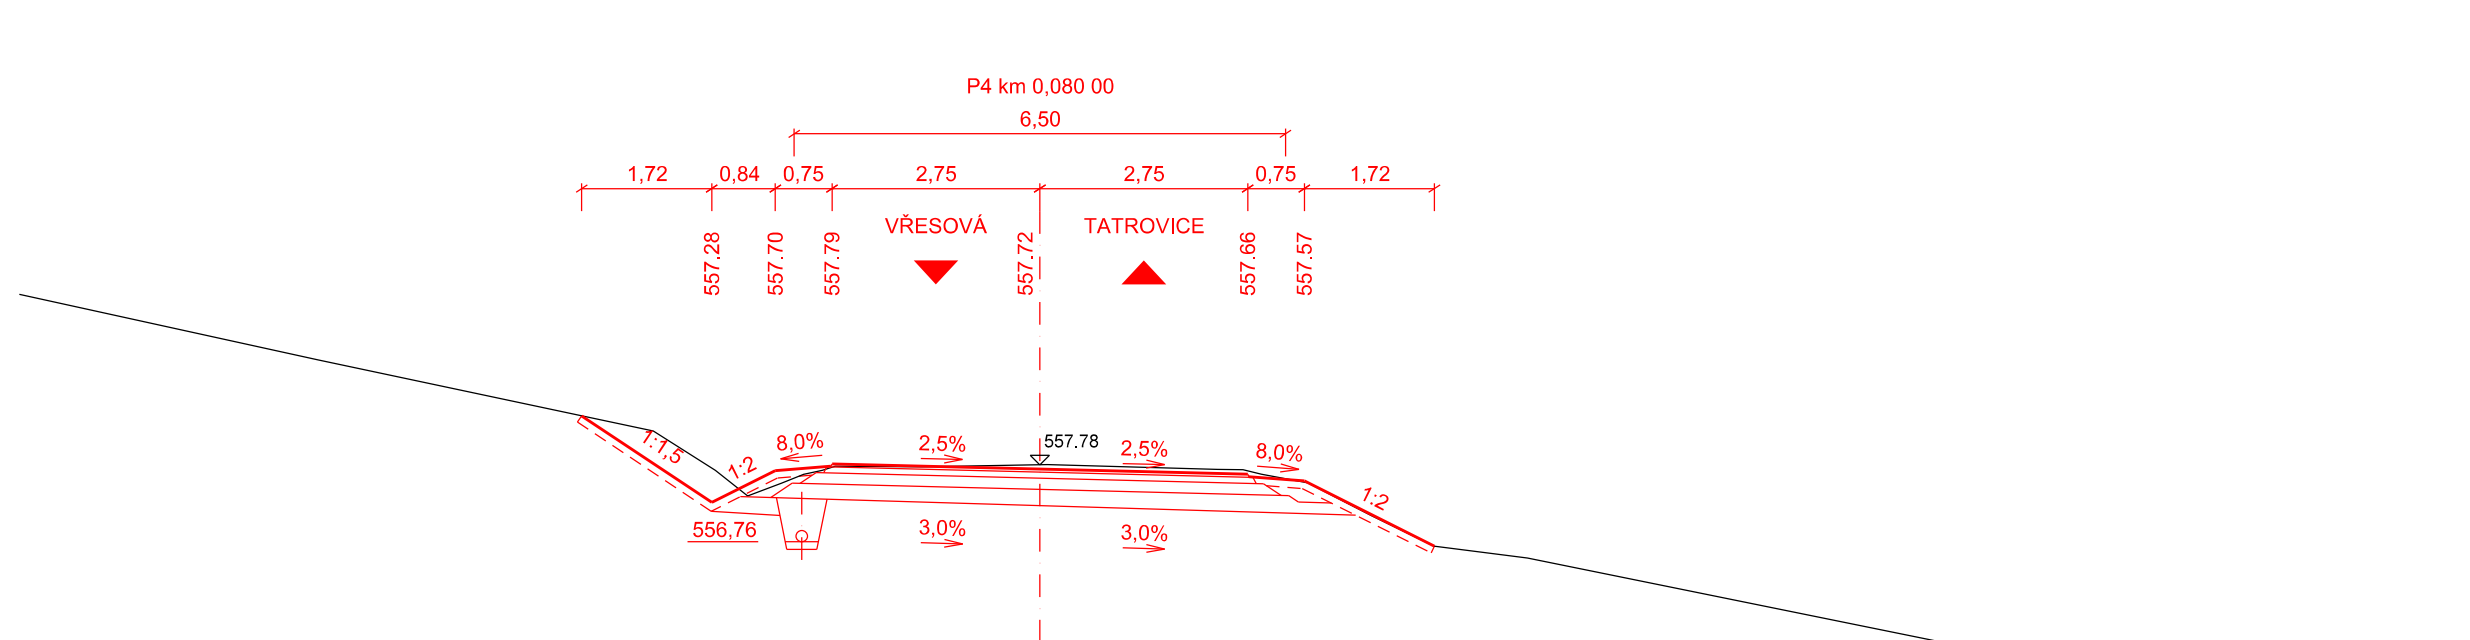 P4 km 0,080 00
6,50
1,72 0,84 0,75 2,75 2,75 0,75 1,72
VŘESOVÁ TATROVICE
557.28 557.70 557.79 557.72 557.66 557.57
1:1,5 1:2 8,0% 2,5% 557.78 2,5% 8,0% 1:2
556,76 3,0% 3,0%